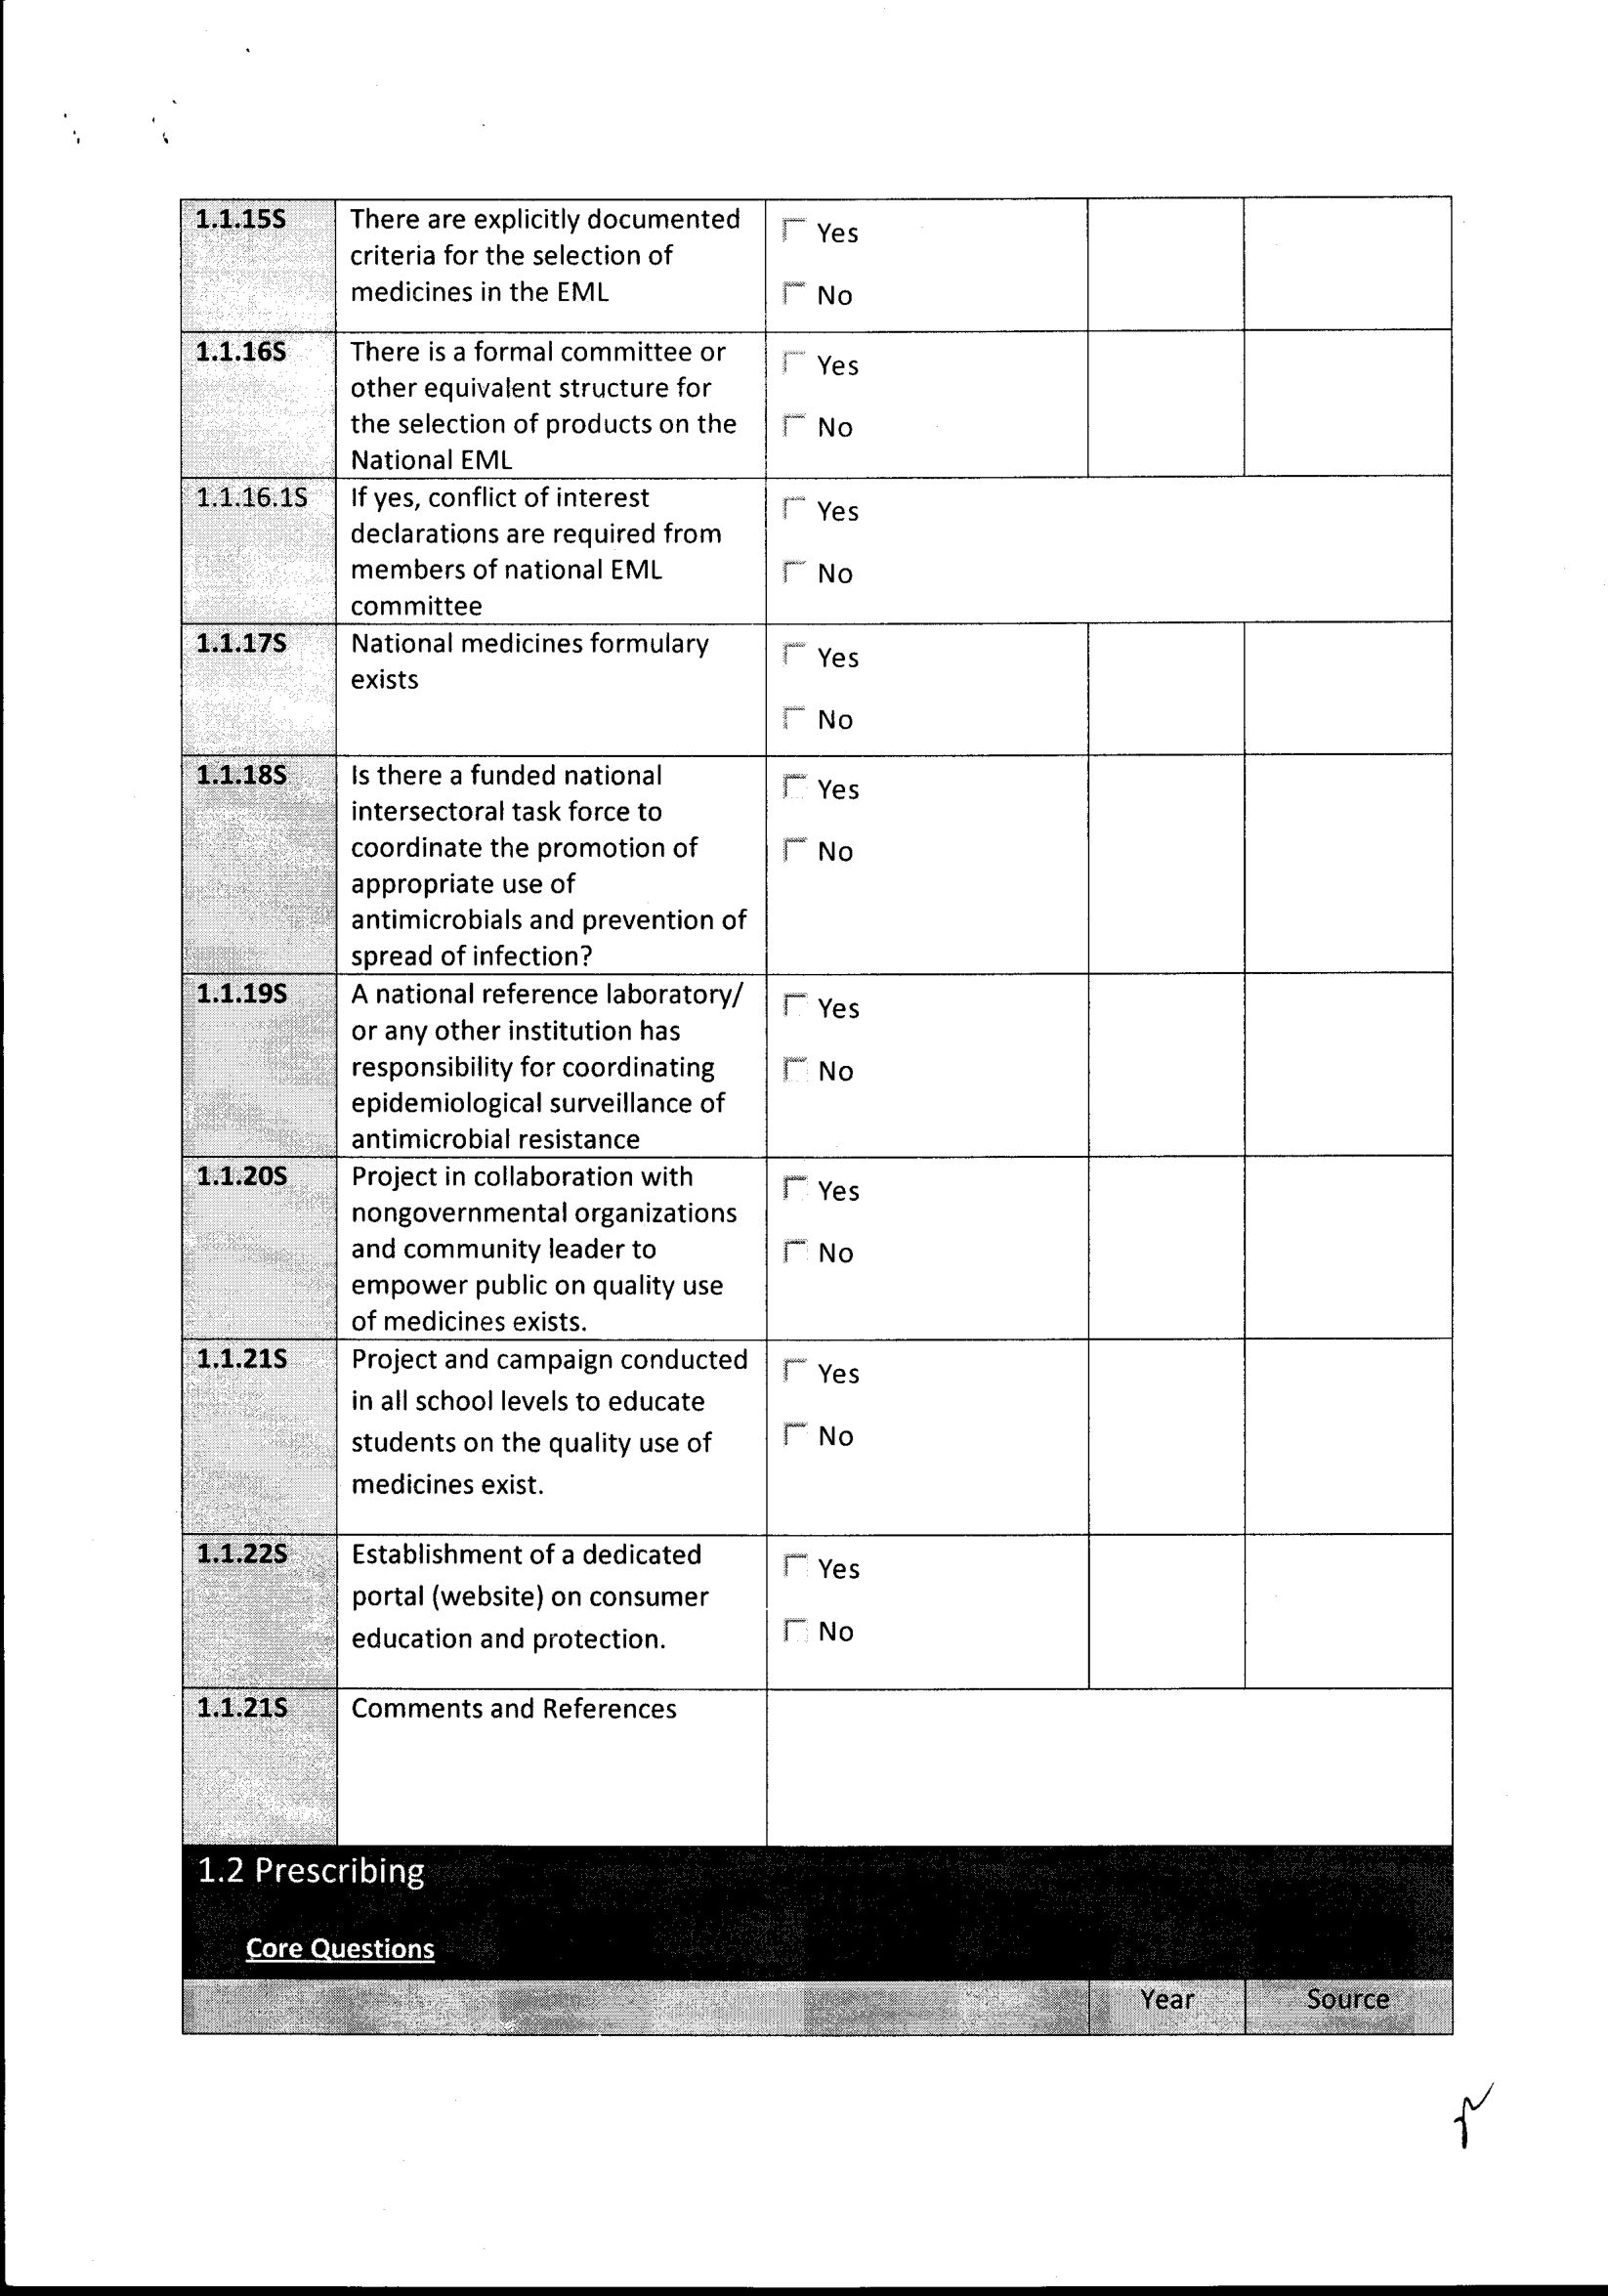 1.1.15S There are explicitly documented Yes
criteria for the selection of
medicines in the EML No
1.1.16S There is a formal committee or Yes
other equivalent structure for
the selection of products on the No
National EML
1.1.16.1S If yes, conflict of interest Yes
declarations are required from
members of national EML No
committee
1.1.17S National medicines formulary Yes
exists
No
1.1.18S Is there a funded national Yes
intersectoral task force to
coordinate the promotion of No
appropriate use of
antimicrobials and prevention of
spread of infection?
1.1.19S A national reference laboratory/ Yes
or any other institution has
responsibility for coordinating No
epidemiological surveillance of
antimicrobial resistance
1.1.20S Project in collaboration with Yes
nongovernmental organizations
and community leader to No
empower public on quality use
of medicines exists.
1.1.21S Project and campaign conducted Yes
in all school levels to educate
students on the quality use of No
medicines exist.
1.1.22S Establishment of a dedicated Yes
portal (website) on consumer
education and protection. No
1.1.21S Comments and References
1.2 Prescribing
Core Questions
Year Source